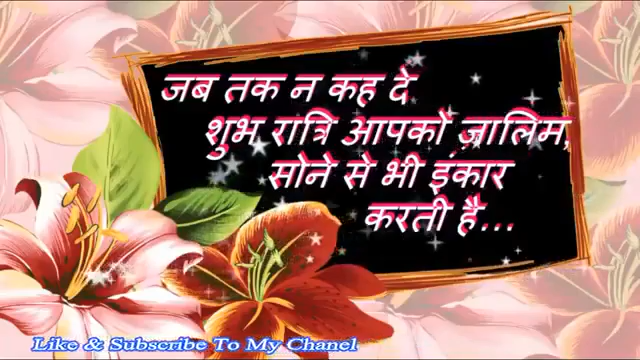 जब तक न कह दे
शुभ रात्रि आपको ज़ालिम,
सोने से भी इंकार
करती है...
Like & Subscribe To My Chanel